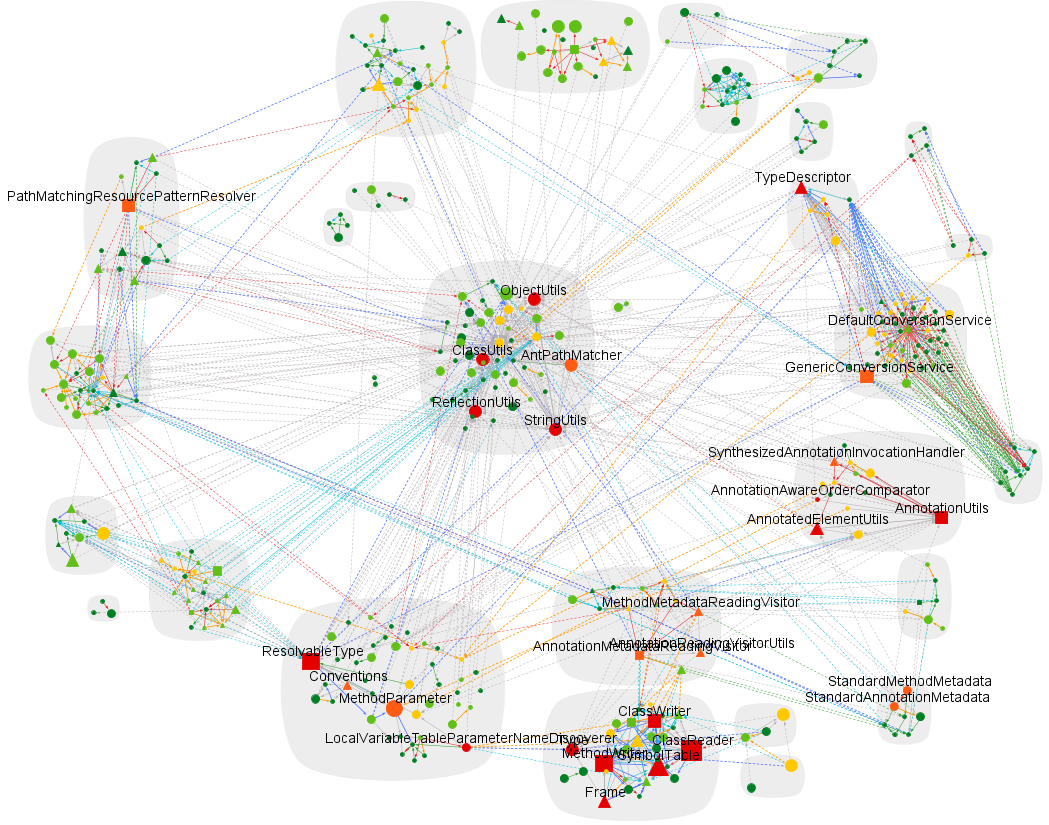 TypeDescriptor
PathMatchingResourcePatternResolver
ObjectUtils
DefaultConversionService
ClassUtils
AntPathMatcher
GenericConversionService
ReflectionUtils
StringUtils
SynthesizedAnnotationInvocationHandler
AnnotationAwareOrderComparator
AnnotationUtils
AnnotatedElementUtils
MethodMetadataReadingVisitor
AnnotationReadingVisitorUtils
AnnotationMetadataReadingVisitor
ResolvableType
Conventions
StandardMethodMetadata
MethodParameter
StandardAnnotationMetadata
ClassWriter
LocalVariableTableParameterNameDiscoverer
Type
ClassReader
MethodWriter
SymbolTable
Frame